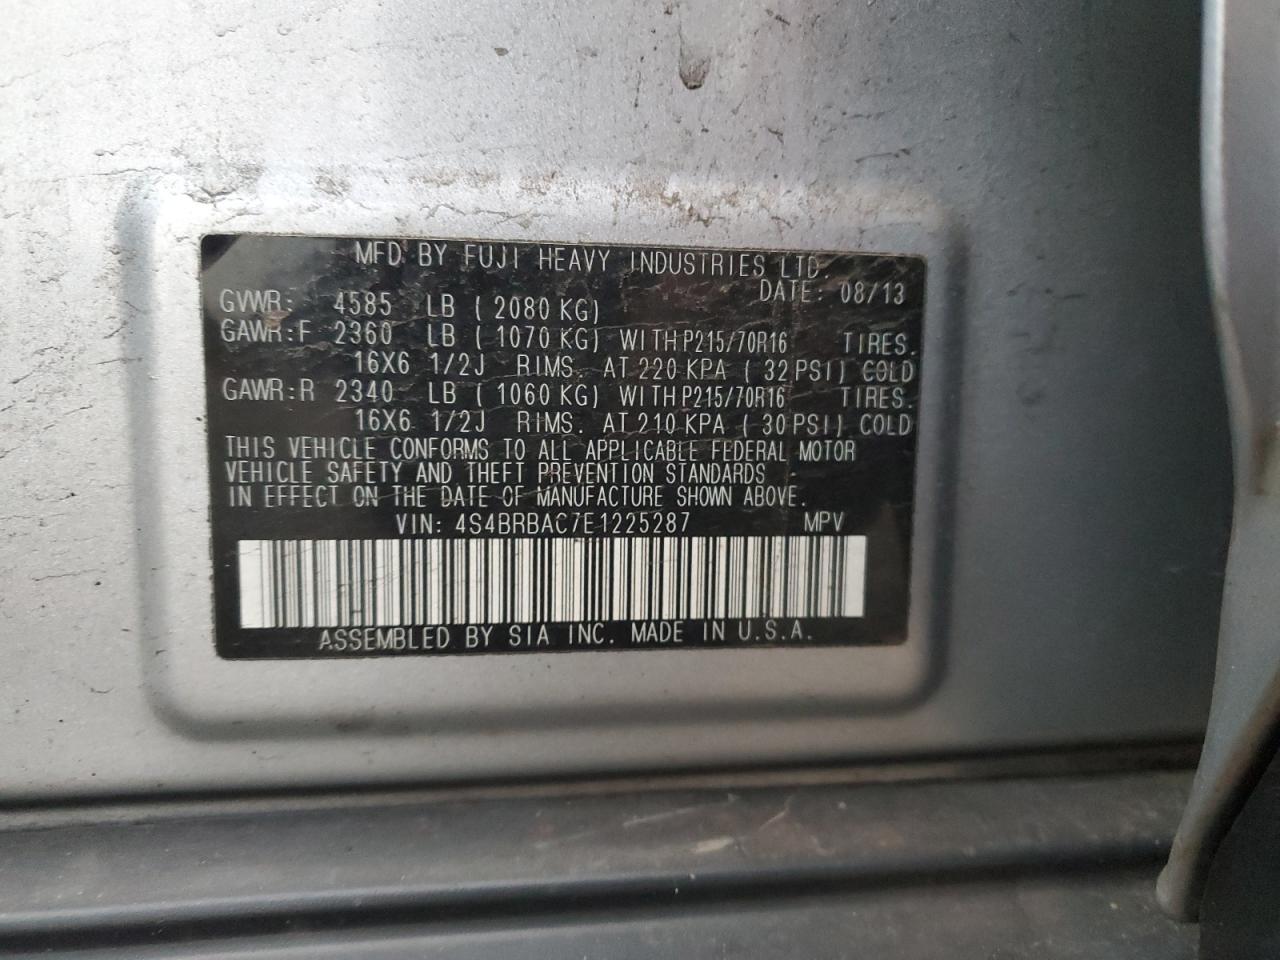 MFD BY FUJI HEAVY INDUSTRIES LTD.
DATE: 08/13
GVWR: 4585 LB ( 2080 KG)
GAWR:F 2360 LB ( 1070 KG) WITH P215/70R16 TIRES.
16X6 1/2J RIMS. AT 220 KPA ( 32 PSI) COLD
GAWR:R 2340 LB ( 1060 KG) WITH P215/70R16 TIRES.
16X6 1/2J RIMS. AT 210 KPA ( 30 PSI) COLD
THIS VEHICLE CONFORMS TO ALL APPLICABLE FEDERAL MOTOR
VEHICLE SAFETY AND THEFT PREVENTION STANDARDS
IN EFFECT ON THE DATE OF MANUFACTURE SHOWN ABOVE.
VIN: 4S4BRBAC7E1225287 MPV
ASSEMBLED BY SIA INC. MADE IN U.S.A.